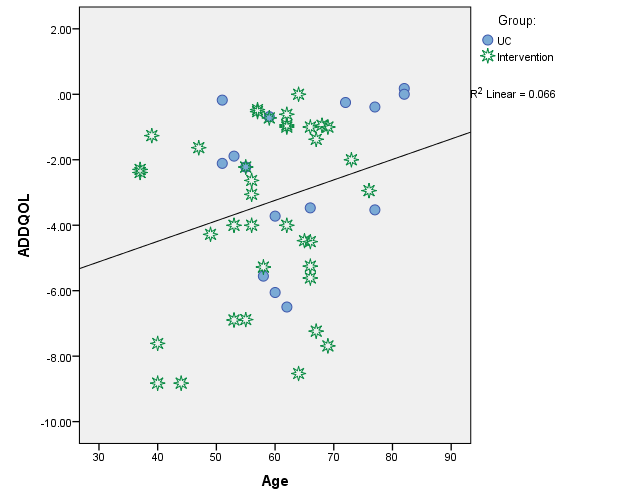 Group:
UC
Intervention
R2 Linear = 0.066
2.00
.00
-2.00
-4.00
-6.00
-8.00
-10.00
ADDQOL
30 40 50 60 70 80 90
Age